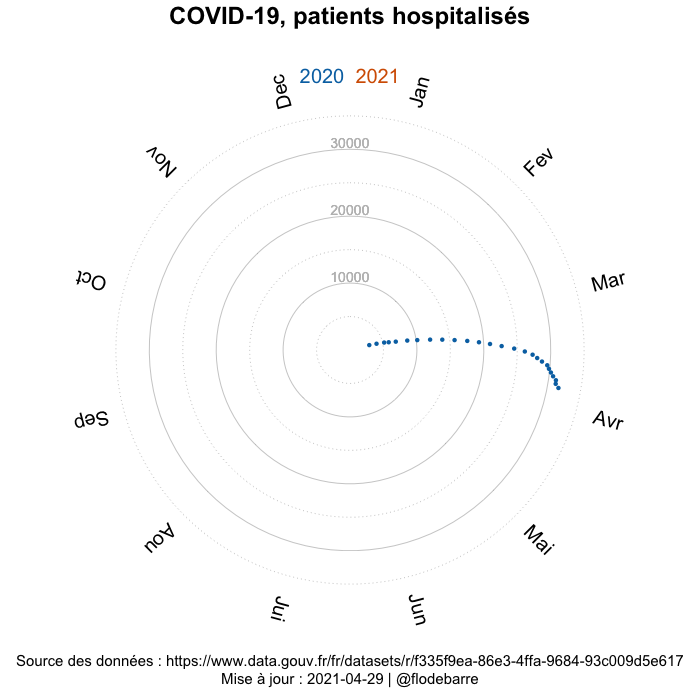 COVID-19, patients hospitalisés
2020 2021
Jan
Fev
Mar
Avr
Mai
Jun
Jui
Aou
Sep
Oct
Nov
Dec
30000
20000
10000
Source des données : https://www.data.gouv.fr/fr/datasets/r/f335f9ea-86e3-4ffa-9684-93c009d5e617
Mise à jour : 2021-04-29 | @flodebarre